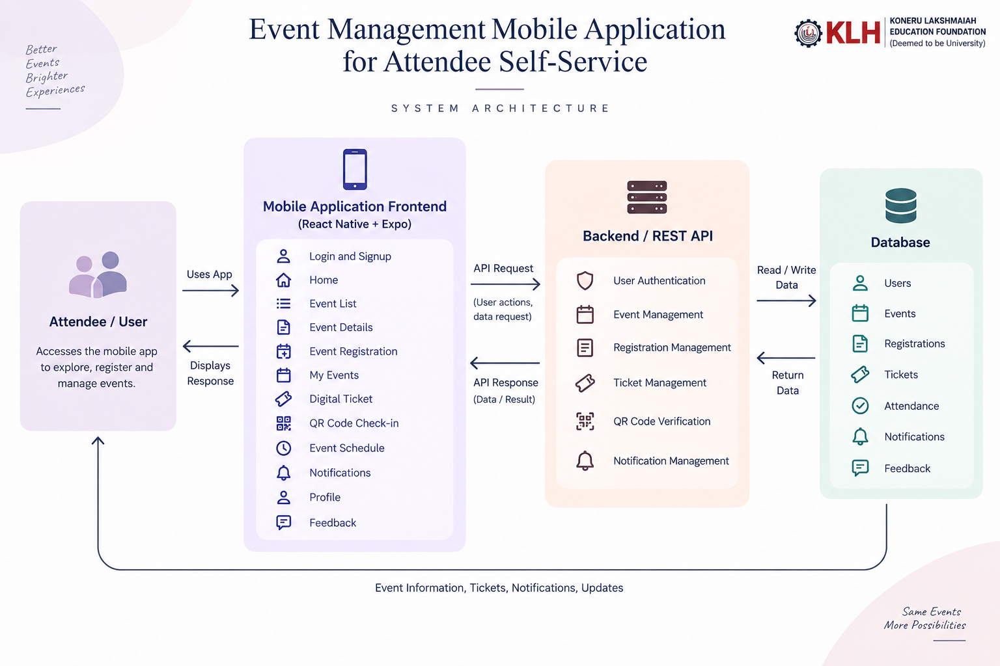 Better
Events
Brighter
Experiences
Event Management Mobile Application
for Attendee Self-Service
SYSTEM ARCHITECTURE
KLH
KONERU LAKSHMAIAH
EDUCATION FOUNDATION
(Deemed to be University)
Attendee / User
Accesses the mobile app
to explore, register and
manage events.
Uses App
Displays
Response
Mobile Application Frontend
(React Native + Expo)
Login and Signup
Home
Event List
Event Details
Event Registration
My Events
Digital Ticket
QR Code Check-in
Event Schedule
Notifications
Profile
Feedback
API Request
(User actions,
data request)
API Response
(Data / Result)
Backend / REST API
User Authentication
Event Management
Registration Management
Ticket Management
QR Code Verification
Notification Management
Read / Write
Data
Return
Data
Database
Users
Events
Registrations
Tickets
Attendance
Notifications
Feedback
Event Information, Tickets, Notifications, Updates
Same Events
More Possibilities